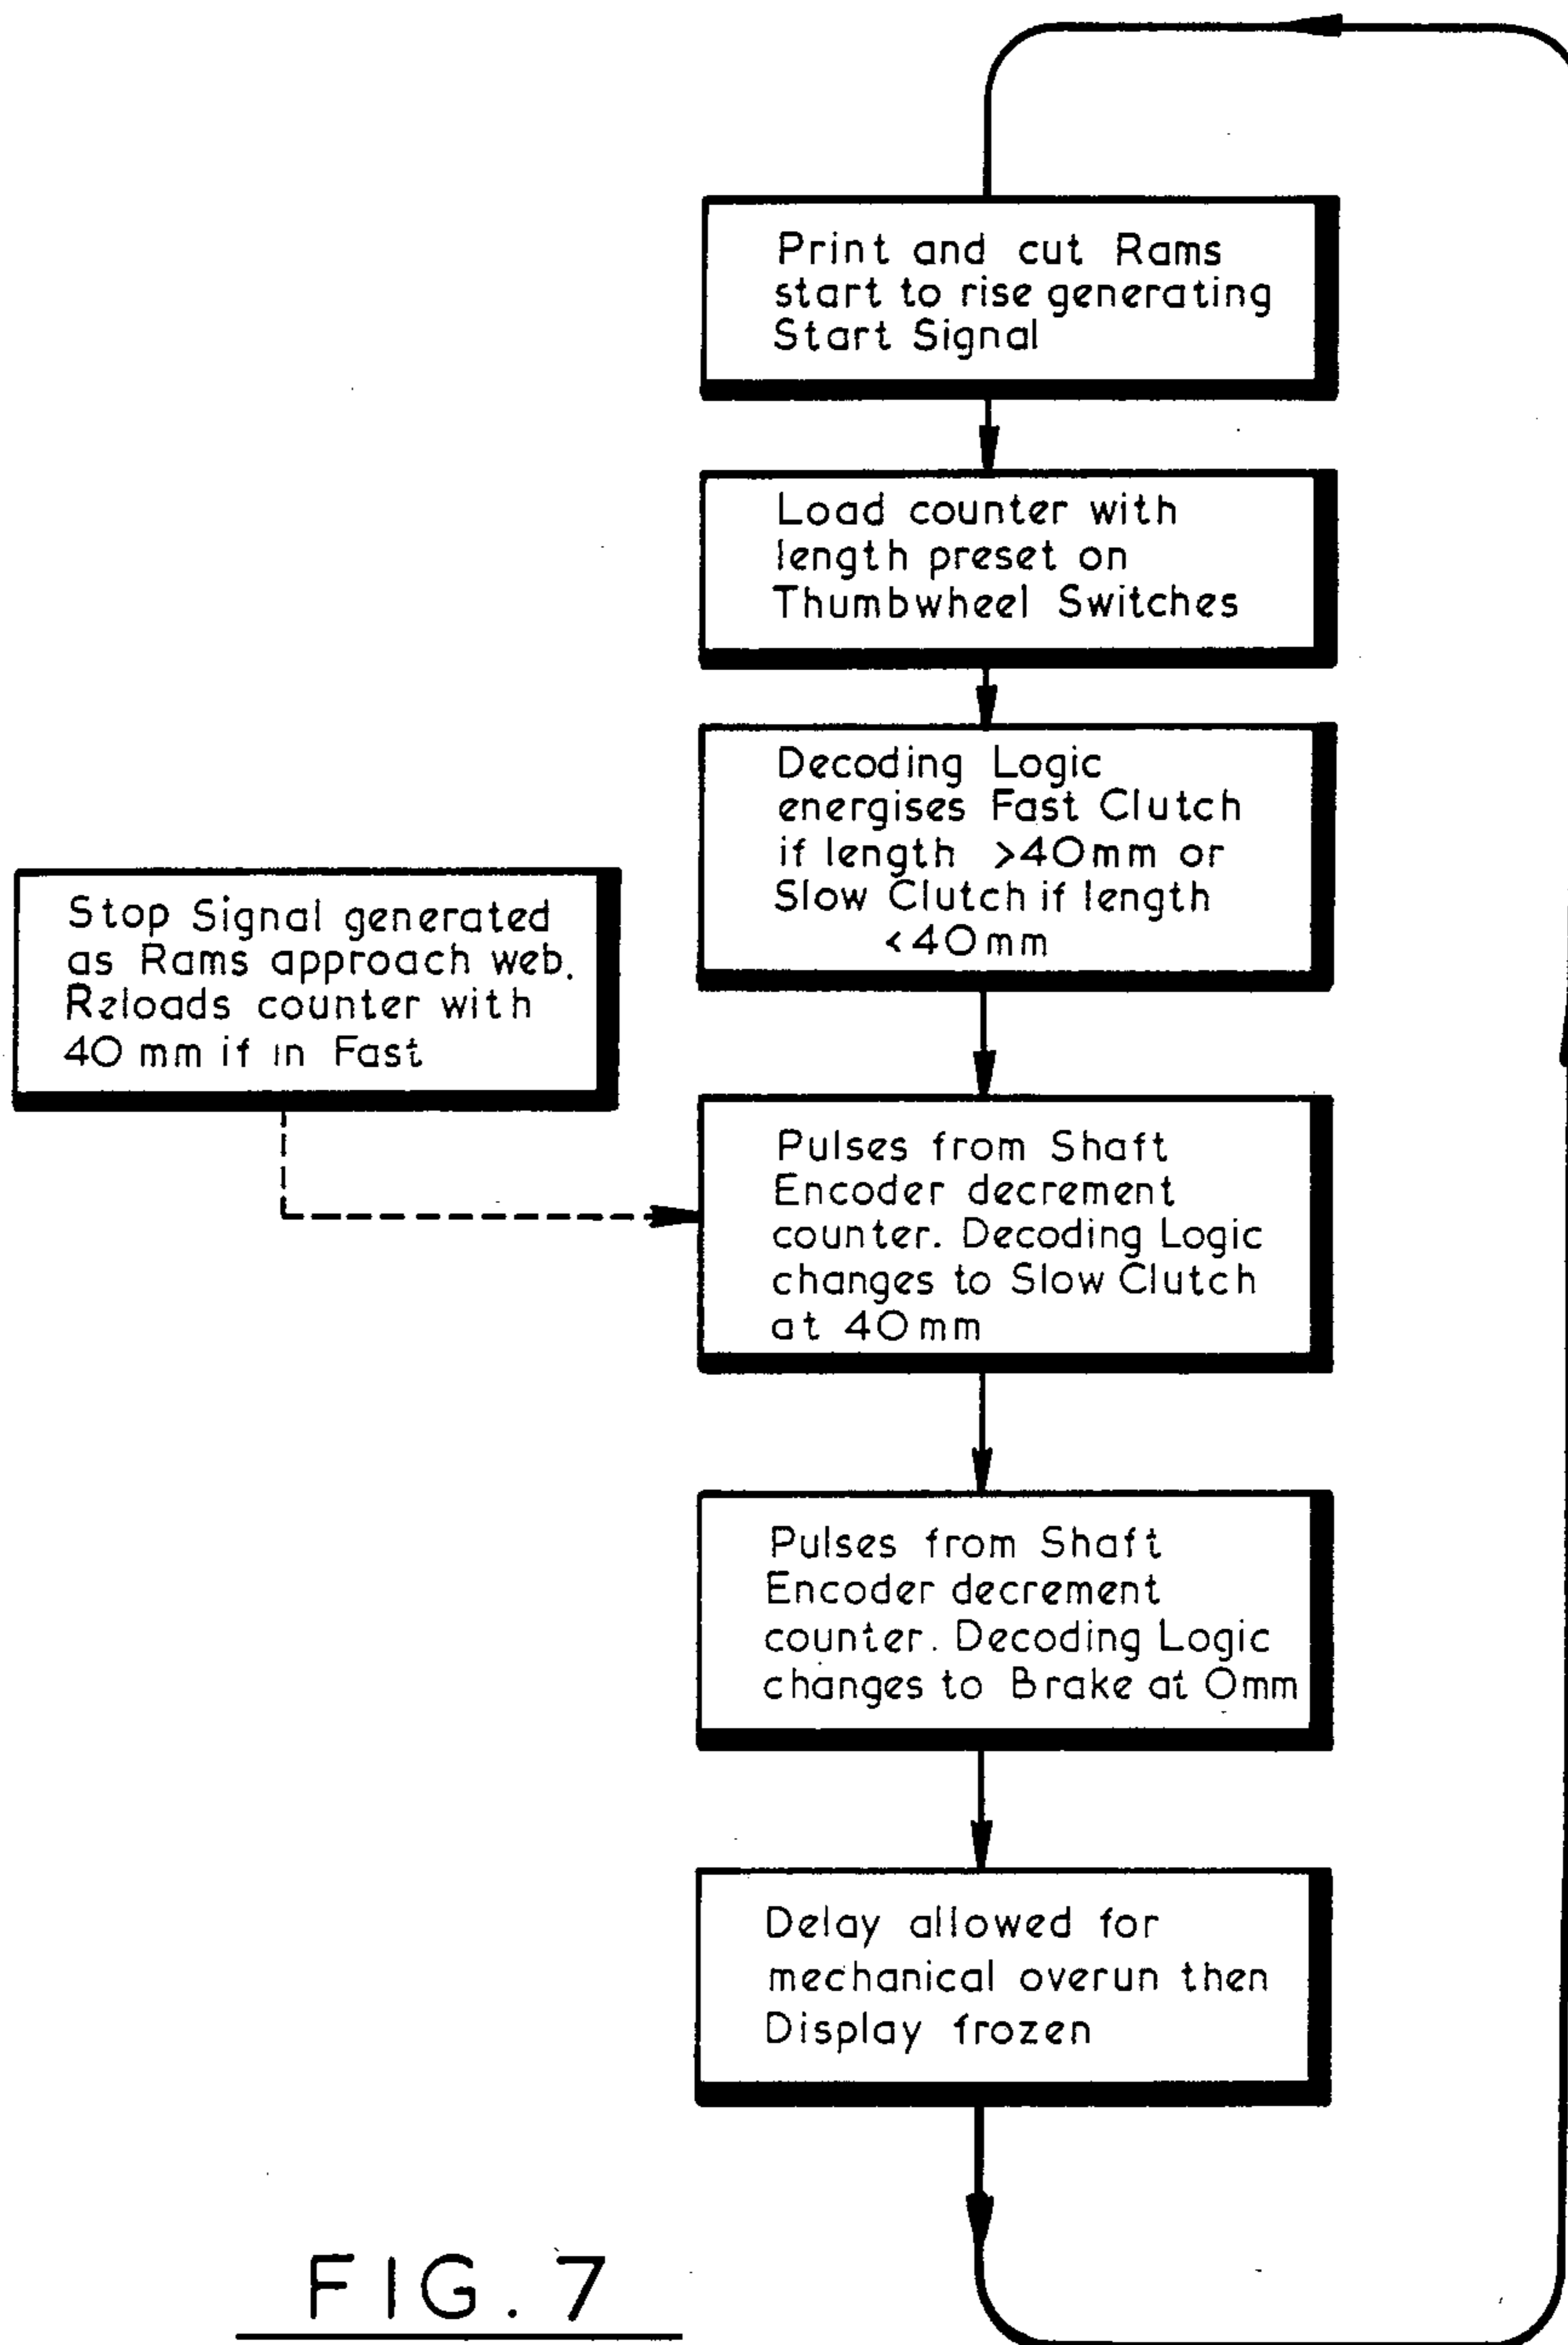 Print and cut Rams
start to rise generating
Start Signal
Load counter with
length preset on
Thumbwheel Switches
Decoding Logic
energises Fast Clutch
if length >40mm or
Slow Clutch if length
<40mm
Stop Signal generated
as Rams approach web.
Reloads counter with
40 mm if in Fast
Pulses from Shaft
Encoder decrement
counter. Decoding Logic
changes to Slow Clutch
at 40mm
Pulses from Shaft
Encoder decrement
counter. Decoding Logic
changes to Brake at 0mm
Delay allowed for
mechanical overun then
Display frozen
FIG. 7